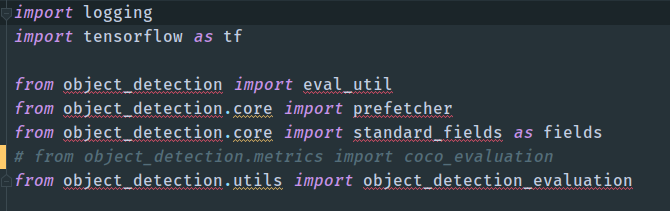 import logging
import tensorflow as tf
from object_detection import eval_util
from object_detection.core import prefetcher
from object_detection.core import standard_fields as fields
# from object_detection.metrics import coco_evaluation
from object_detection.utils import object_detection_evaluation